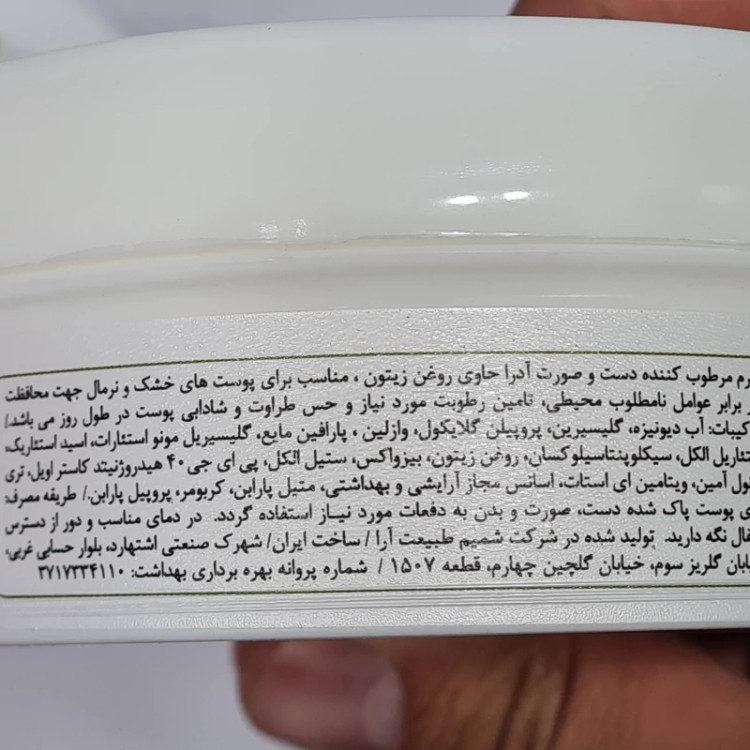 رم مرطوب کننده دست و صورت آدرا حاوی روغن زیتون ، مناسب برای پوست های خشک و نرمال جهت محافظت
بر برابر عوامل نامطلوب محیطی، تامین رطوبت مورد نیاز و حس طراوت و شادابی پوست در طول روز می باشد./
کیبات: آب دیونیزه، گلیسیرین، پروپیلن گلایکول، وازلین ، پارافین مایع، گلیسیریل مونو استئارات، اسید استئاریک،
ئتاریل الکل، سیکلوپنتاسیلوکسان، روغن زیتون، بیزواکس، ستیل الکل، پی ای جی ۴۰ هیدروژنیتد کاستر اویل، تری
نول آمین، ویتامین ای استات، اسانس مجاز آرایشی و بهداشتی، متیل پارابن، کربومر، پروپیل پارابن./ طریقه مصرف:
ی پوست پاک شده دست، صورت و بدن به دفعات مورد نیاز استفاده گردد. در دمای مناسب و دور از دسترس
فال نگه دارید. تولید شده در شرکت شمیم طبیعت آرا / ساخت ایران/ شهرک صنعتی اشتهارد، بلوار حسابی غربی،
ابان گلریز سوم، خیابان گلچین چهارم، قطعه ۱۵۰۷ / شماره پروانه بهره برداری بهداشت: ۳۷۱۷۳۳۴۱۱۰